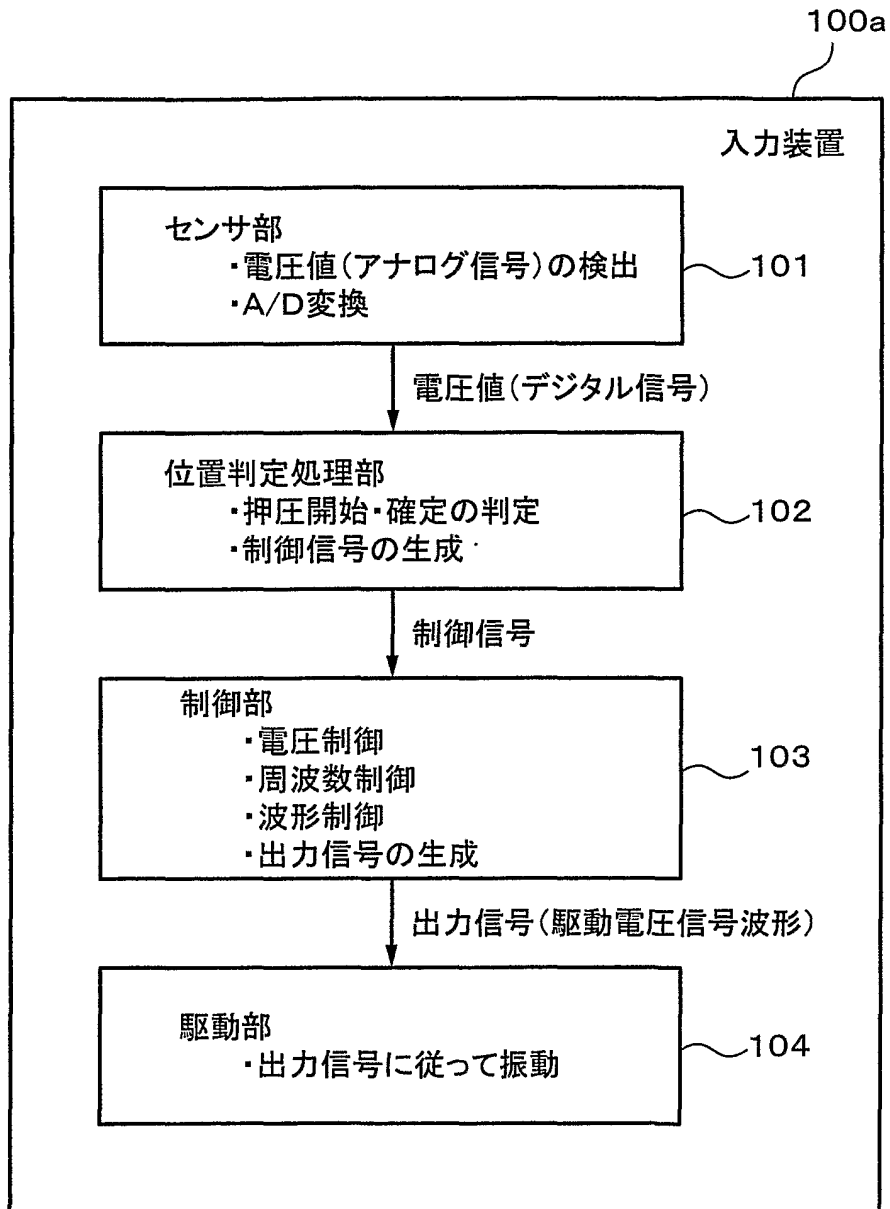 100a
入力装置
センサ部
・電圧値(アナログ信号)の検出
・A/D変換
101
電圧値(デジタル信号)
位置判定処理部
・押圧開始・確定の判定
・制御信号の生成
102
制御信号
制御部
・電圧制御
・周波数制御
・波形制御
・出力信号の生成
103
出力信号(駆動電圧信号波形)
駆動部
・出力信号に従って振動
104